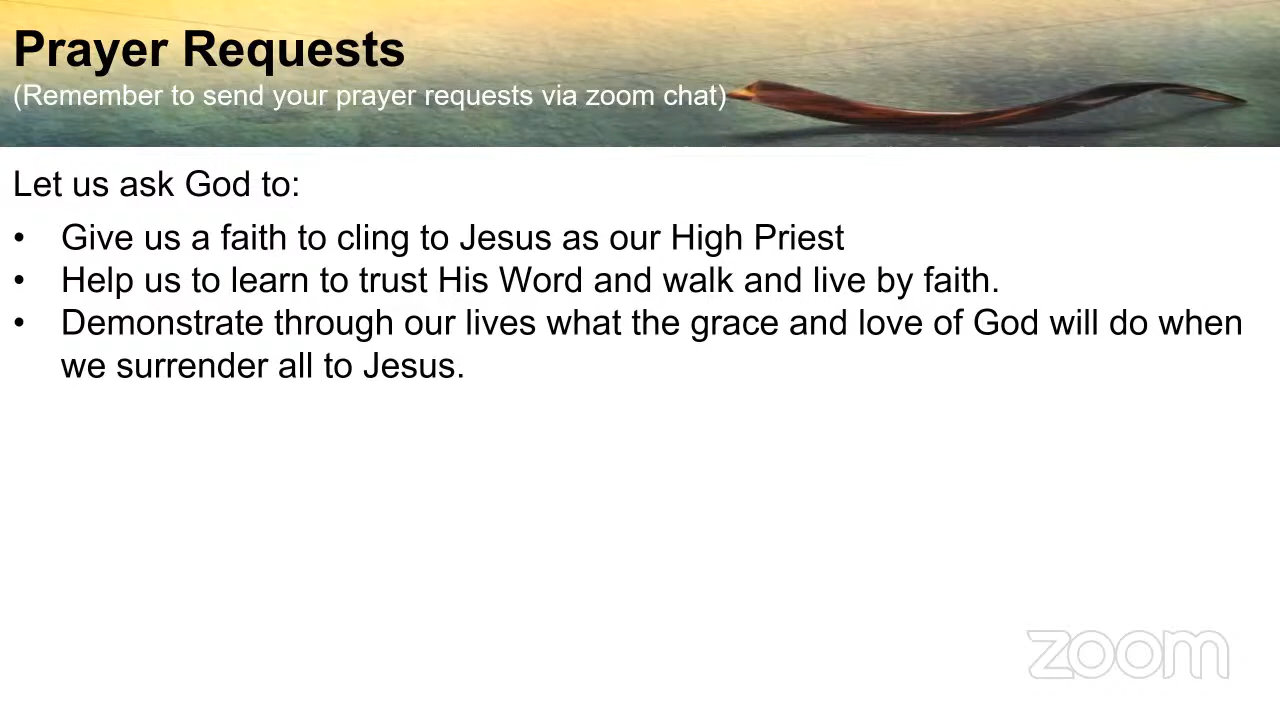 Prayer Requests
(Remember to send your prayer requests via zoom chat)
Let us ask God to:
• Give us a faith to cling to Jesus as our High Priest
• Help us to learn to trust His Word and walk and live by faith.
• Demonstrate through our lives what the grace and love of God will do when
we surrender all to Jesus.
zoom